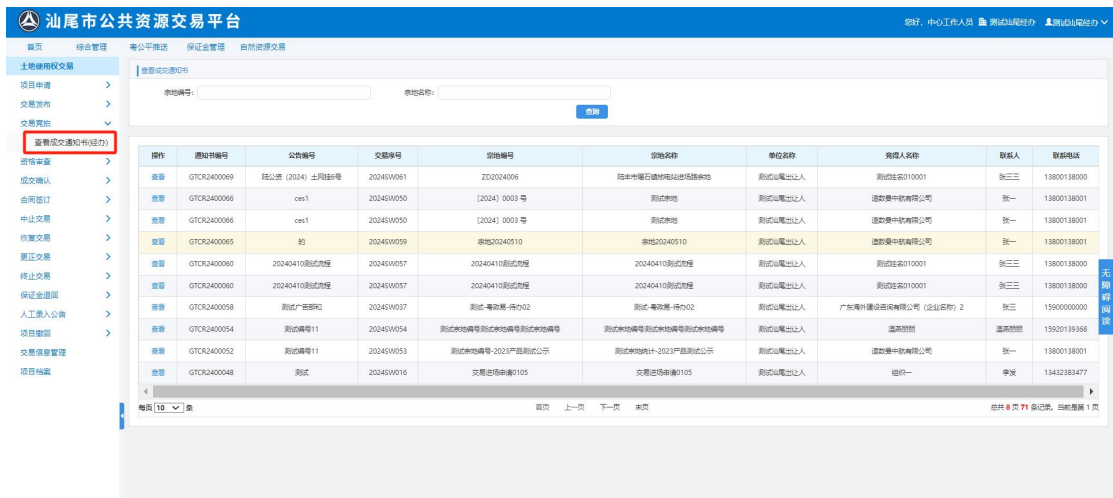 汕尾市公共资源交易平台
您好，中心工作人员 测试汕尾经办 测试汕尾经办
首页 综合管理 粤公平推送 保证金管理 自然资源交易
土地使用权交易
项目申请
交易发布
交易竞拍
查看成交通知书(经办)
资格审查
成交确认
合同签订
中止交易
恢复交易
更正交易
终止交易
保证金退回
人工录入公告
项目撤回
交易信息管理
项目档案
查看成交通知书
宗地编号： 宗地名称：
查询
操作 通知书编号 公告编号 交易序号 宗地编号 宗地名称 单位名称 竞得人名称 联系人 联系电话
查看 GTCR2400069 陆公资（2024）土网挂6号 2024SW061 ZD2024006 陆丰市碣石镇核电站进场路宗地 测试汕尾出让人 测试姓名010001 张三三 13800138000
查看 GTCR2400066 ces1 2024SW050 [2024] 0003 号 测试宗地 测试汕尾出让人 道数曼中航有限公司 张一 13800138001
查看 GTCR2400066 ces1 2024SW050 [2024] 0003 号 测试宗地 测试汕尾出让人 道数曼中航有限公司 张一 13800138001
查看 GTCR2400065 的 2024SW059 宗地20240510 宗地20240510 测试汕尾出让人 道数曼中航有限公司 张一 13800138001
查看 GTCR2400060 20240410测试流程 2024SW057 20240410测试流程 20240410测试流程 测试汕尾出让人 测试姓名010001 张三三 13800138000
查看 GTCR2400060 20240410测试流程 2024SW057 20240410测试流程 20240410测试流程 测试汕尾出让人 测试姓名010001 张三三 13800138000
查看 GTCR2400058 测试广告部和 2024SW037 测试-粤政易-待办02 测试-粤政易-待办02 测试汕尾出让人 广东海外建设咨询有限公司（企业名称）2 张三 15900000000
查看 GTCR2400054 测试编号11 2024SW054 测试宗地编号测试宗地编号测试宗地编号 测试宗地编号测试宗地编号测试宗地编号 测试汕尾出让人 温燕丽丽 温燕丽丽 15920139368
查看 GTCR2400052 测试编号11 2024SW053 测试宗地编号-2023产品测试公示 测试宗地统计-2023产品测试公示 测试汕尾出让人 道数曼中航有限公司 张一 13800138001
查看 GTCR2400048 测试 2024SW016 交易进场申请0105 交易进场申请0105 测试汕尾出让人 组织一 李发 13432383477
每页 10 条 首页 上一页 下一页 末页 总共 8 页 71 条记录，当前是第 1 页
无障碍阅读